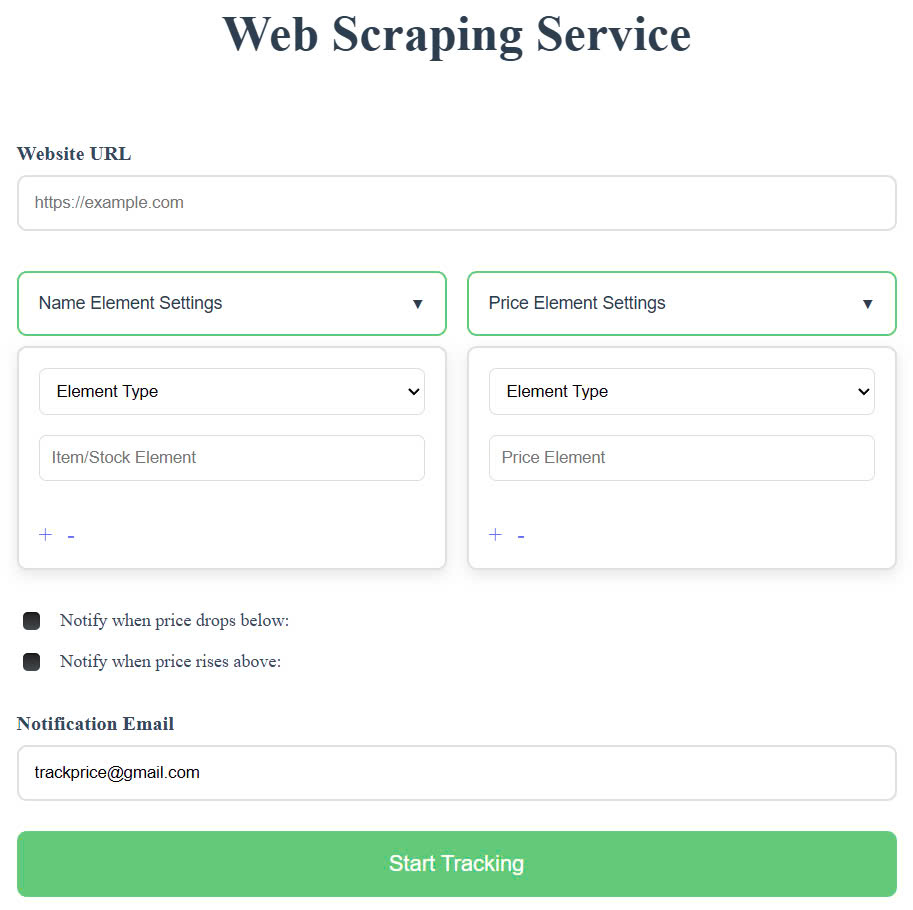 Web Scraping Service
Website URL
https://example.com
Name Element Settings ▼
Price Element Settings ▼
Element Type
Element Type
Item/Stock Element
Price Element
+ -
+ -
Notify when price drops below:
Notify when price rises above:
Notification Email
trackprice@gmail.com
Start Tracking